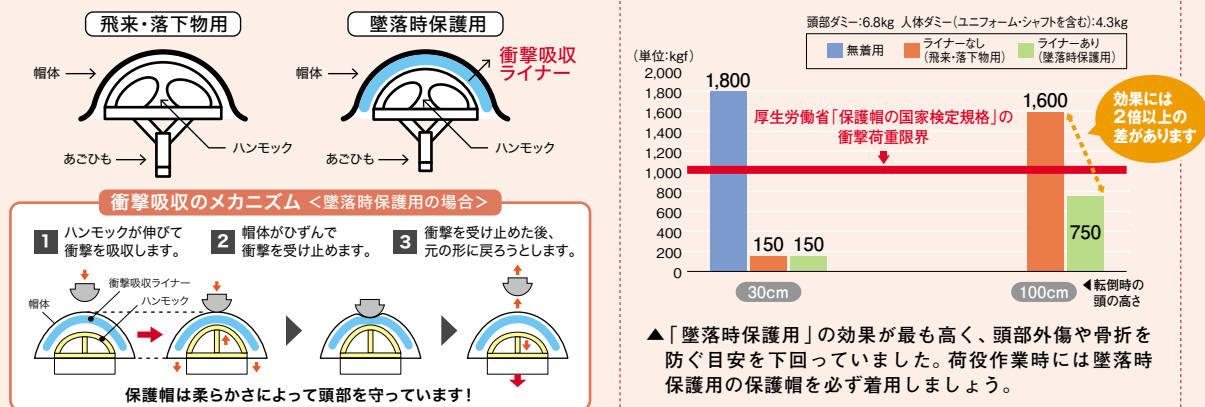 飛来・落下物用
墜落時保護用
帽体
帽体
衝撃吸収
ライナー
ハンモック
ハンモック
あごひも
あごひも
衝撃吸収のメカニズム <墜落時保護用の場合>
1 ハンモックが伸びて
衝撃を吸収します。
2 帽体がひずんで
衝撃を受け止めます。
3 衝撃を受け止めた後、
元の形に戻ろうとします。
衝撃吸収ライナー
ハンモック
帽体
保護帽は柔らかさによって頭部を守っています!
頭部ダミー:6.8kg 人体ダミー(ユニフォーム・シャフトを含む):4.3kg
無着用
ライナーなし
(飛来・落下物用)
ライナーあり
(墜落時保護用)
(単位:kgf)
2,000
1,800
1,600
1,400
1,200
1,000
800
600
400
200
0
1,800
150
150
1,600
750
厚生労働省「保護帽の国家検定規格」の
衝撃荷重限界
効果には
2倍以上の
差があります
30cm
100cm
◀転倒時の
頭の高さ
▲「墜落時保護用」の効果が最も高く、頭部外傷や骨折を
防ぐ目安を下回っていました。荷役作業時には墜落時
保護用の保護帽を必ず着用しましょう。